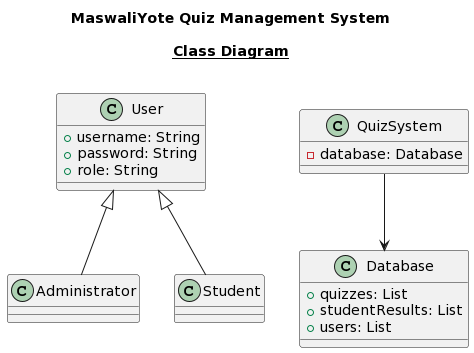 MaswaliYote Quiz Management System
Class Diagram
C User
username: String
password: String
role: String
C QuizSystem
database: Database
C Administrator
C Student
C Database
quizzes: List
studentResults: List
users: List